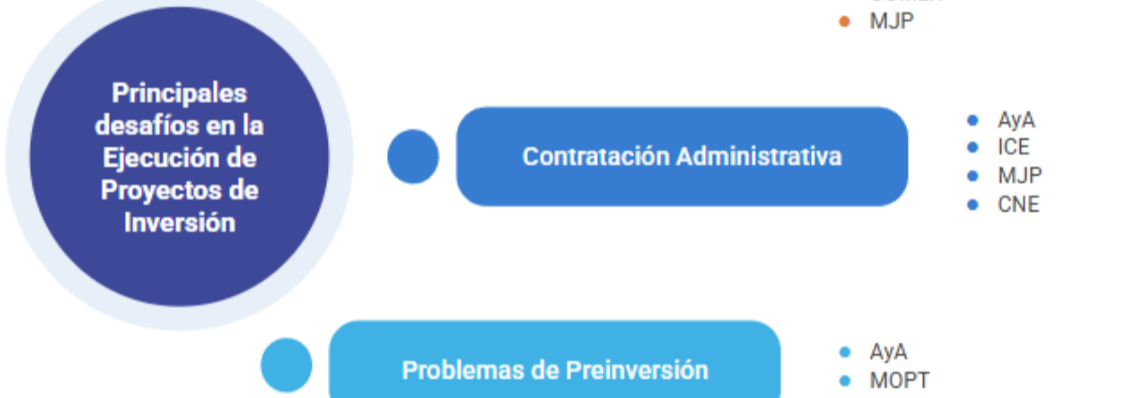 MJP
Principales
desafíos en la
Ejecución de
Proyectos de
Inversión
Contratación Administrativa
AyA
ICE
MJP
CNE
Problemas de Preinversión
AyA
MOPT